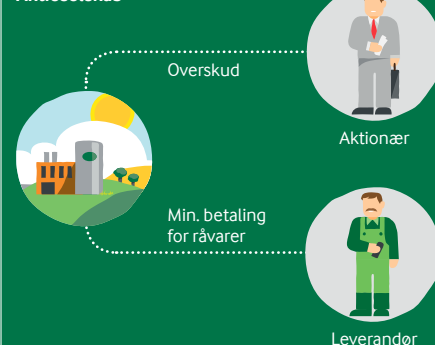 Overskud
Aktionær
Min. betaling
for råvarer
Leverandør